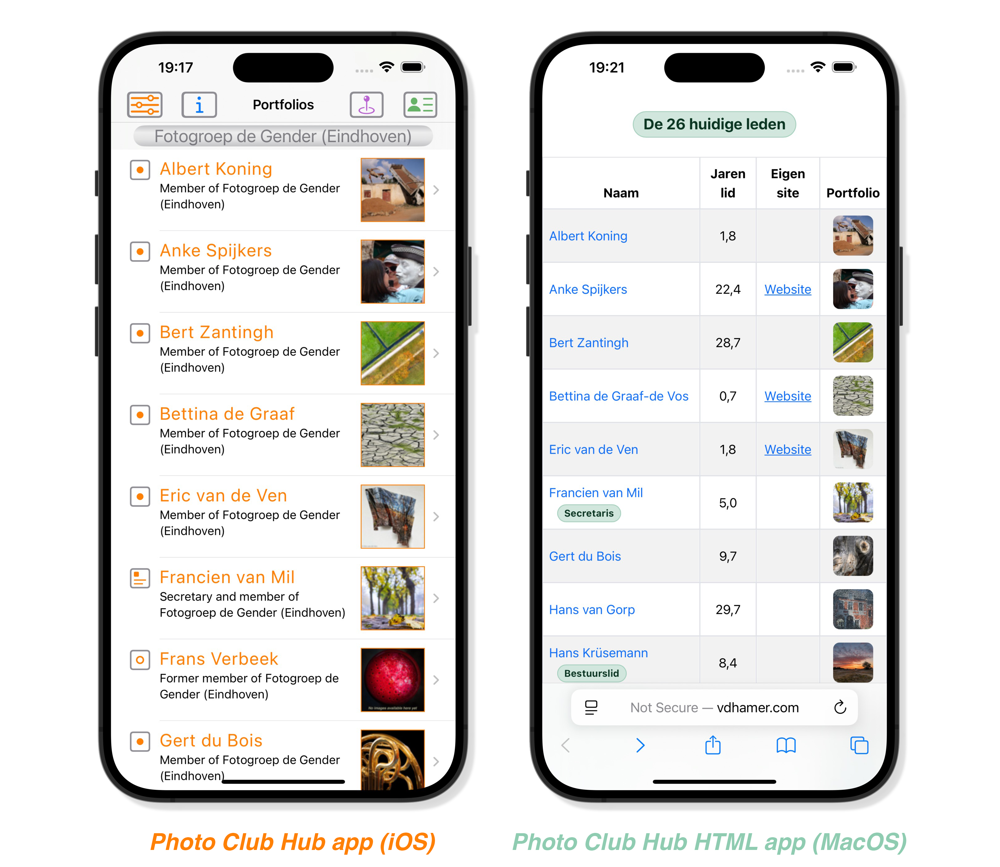 19:17
Portfolios
Fotogroep de Gender (Eindhoven)
Albert Koning
Member of Fotogroep de Gender
(Eindhoven)
Anke Spijkers
Member of Fotogroep de Gender
(Eindhoven)
Bert Zantingh
Member of Fotogroep de Gender
(Eindhoven)
Bettina de Graaf
Member of Fotogroep de Gender
(Eindhoven)
Eric van de Ven
Member of Fotogroep de Gender
(Eindhoven)
Francien van Mil
Secretary and member of
Fotogroep de Gender (Eindhoven)
Frans Verbeek
Former member of Fotogroep de
Gender (Eindhoven)
No images available here yet
Gert du Bois
Member of Fotogroep de Gender
(Eindhoven)
Photo Club Hub app (iOS)
19:21
De 26 huidige leden
Naam Jaren lid Eigen site Portfolio
Albert Koning 1,8
Anke Spijkers 22,4 Website
Bert Zantingh 28,7
Bettina de Graaf-de Vos 0,7 Website
Eric van de Ven 1,8 Website
Francien van Mil 5,0
Secretaris
Gert du Bois 9,7
Hans van Gorp 29,7
Hans Krüsemann 8,4
Bestuurslid
Not Secure — vdhamer.com
Photo Club Hub HTML app (MacOS)